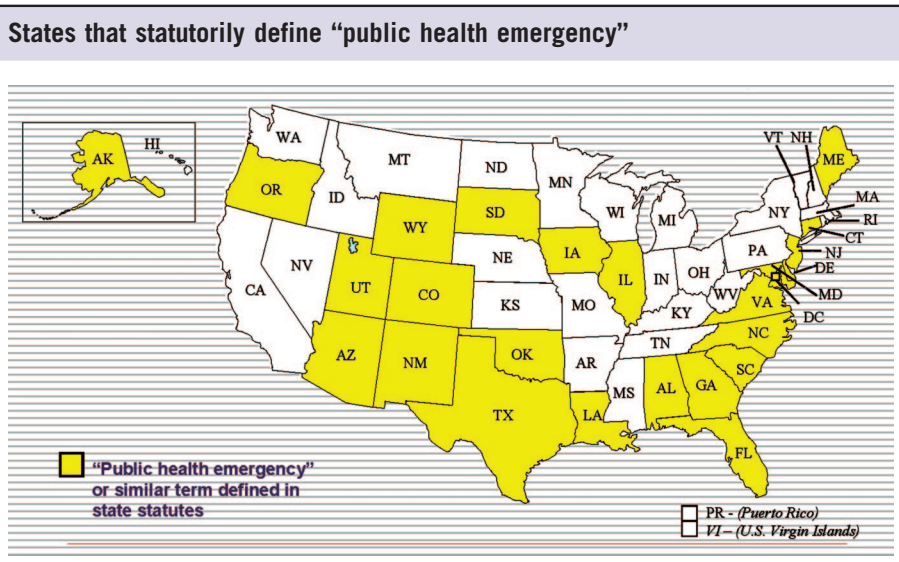 States that statutorily define “public health emergency”
AK
HI
WA
OR
ID
MT
WY
NV
CA
UT
CO
AZ
NM
ND
SD
NE
KS
OK
TX
MN
IA
MO
AR
LA
WI
IL
MI
IN
OH
KY
TN
MS
AL
GA
FL
SC
NC
VA
WV
PA
NY
VT NH
ME
MA
RI
CT
NJ
DE
MD
DC
“Public health emergency”
or similar term defined in
state statutes
PR - (Puerto Rico)
VI – (U.S. Virgin Islands)